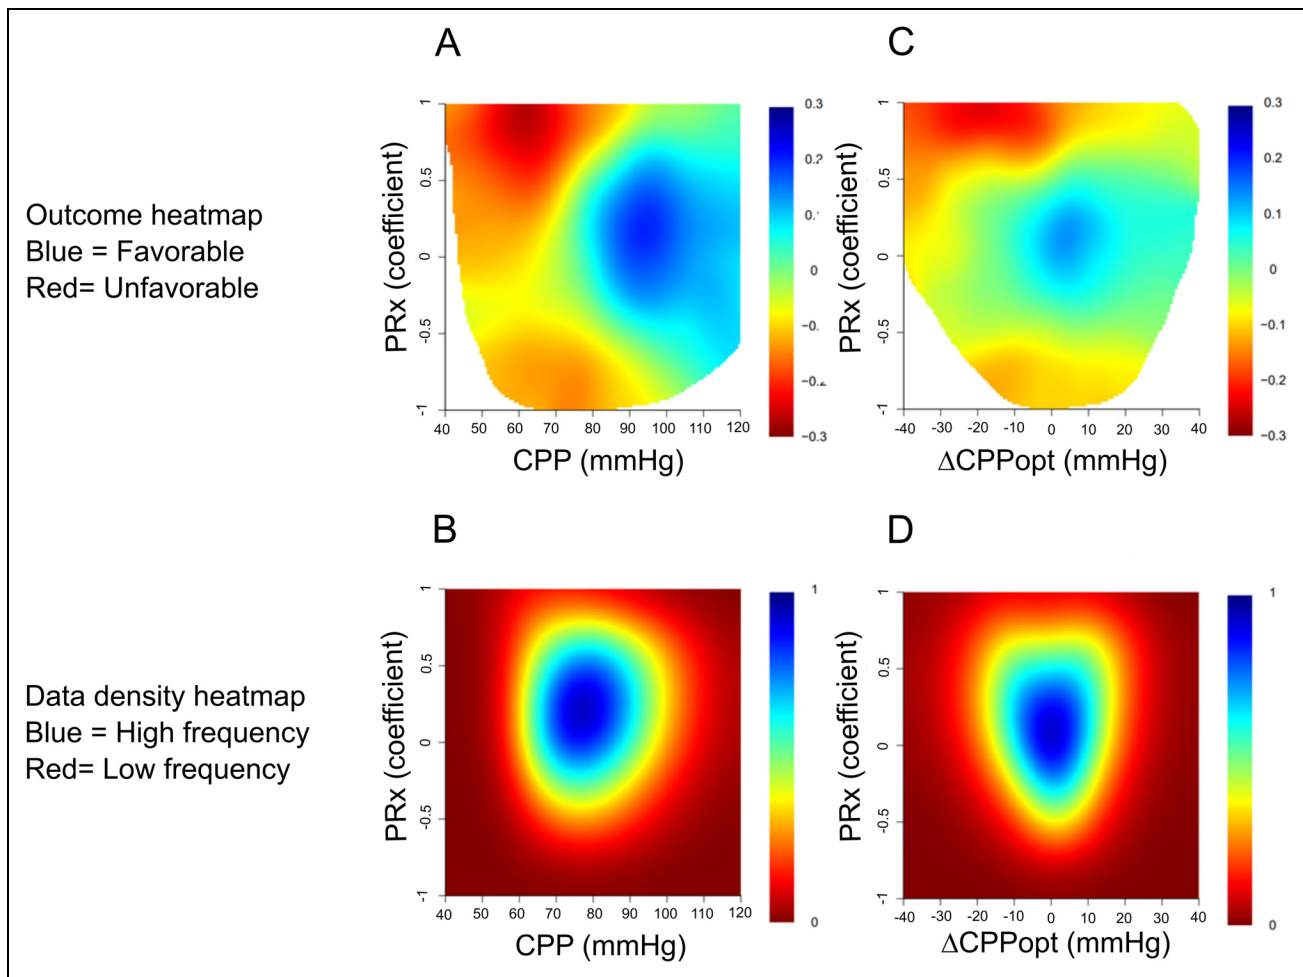 A
C
Outcome heatmap
Blue = Favorable
Red= Unfavorable
PRx (coefficient)
1
0.5
0
-0.5
-1
40 50 60 70 80 90 100 110 120
CPP (mmHg)
0.3
0.2
0.
0
-0.
-0.3
PRx (coefficient)
1
0.5
0
-0.5
-1
-40 -30 -20 -10 0 10 20 30 40
ΔCPPopt (mmHg)
0.3
0.2
0.1
0
-0.1
-0.2
-0.3
B
D
Data density heatmap
Blue = High frequency
Red= Low frequency
PRx (coefficient)
1
0.5
0
-0.5
-1
40 50 60 70 80 90 100 110 120
CPP (mmHg)
1
0
PRx (coefficient)
1
0.5
0
-0.5
-1
-40 -30 -20 -10 0 10 20 30 40
ΔCPPopt (mmHg)
1
0